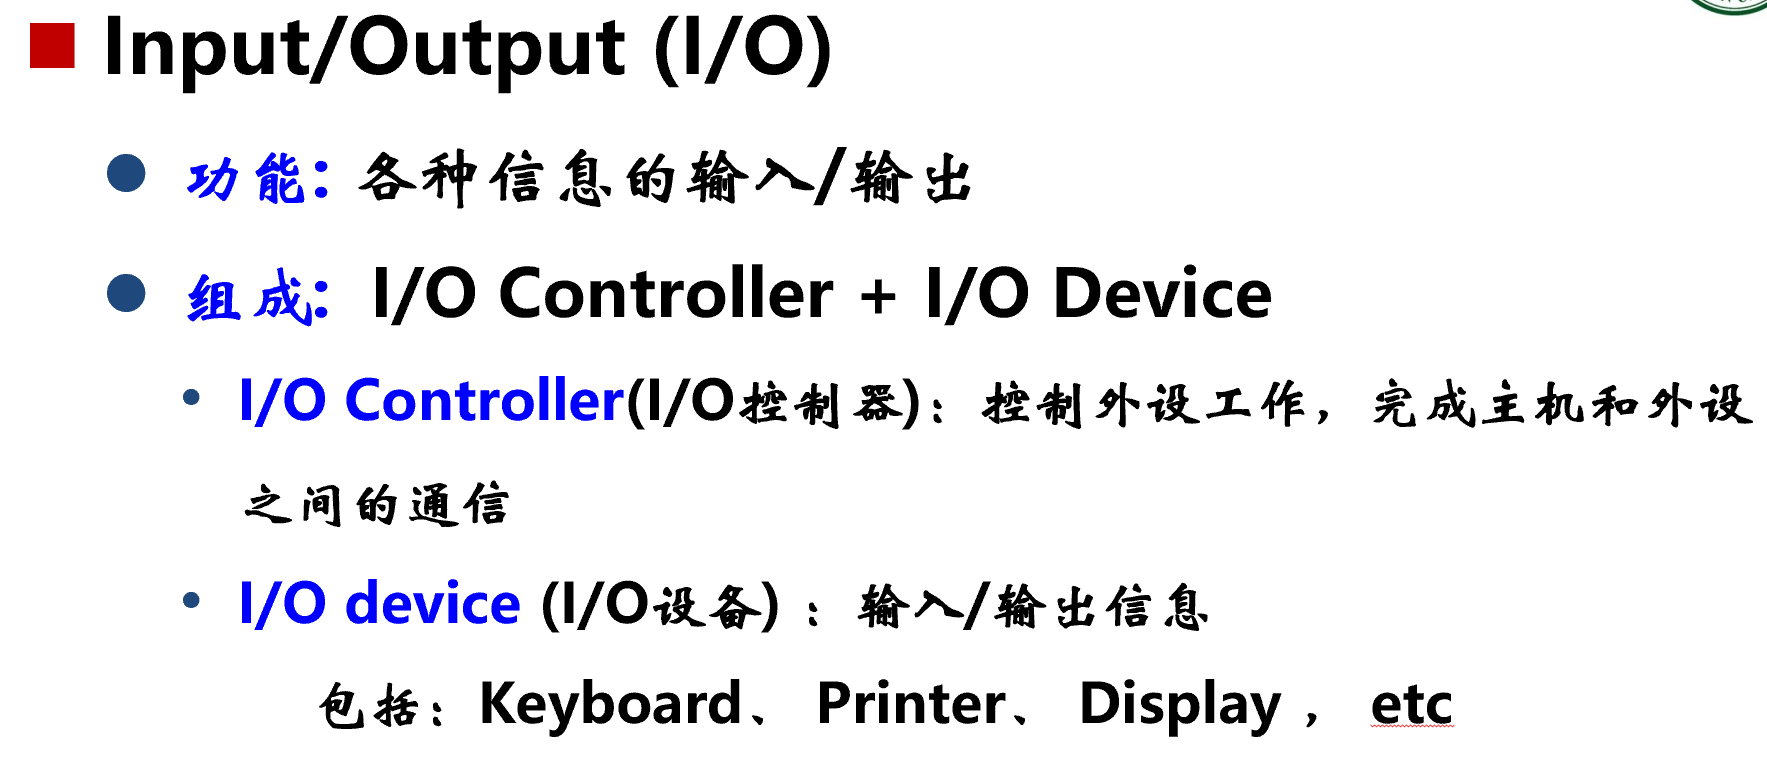 Input/Output (I/O)
功能：各种信息的输入/输出
组成：I/O Controller + I/O Device
I/O Controller(I/O控制器)：控制外设工作，完成主机和外设
之间的通信
I/O device (I/O设备) ：输入/输出信息
包括：Keyboard、 Printer、 Display ， etc